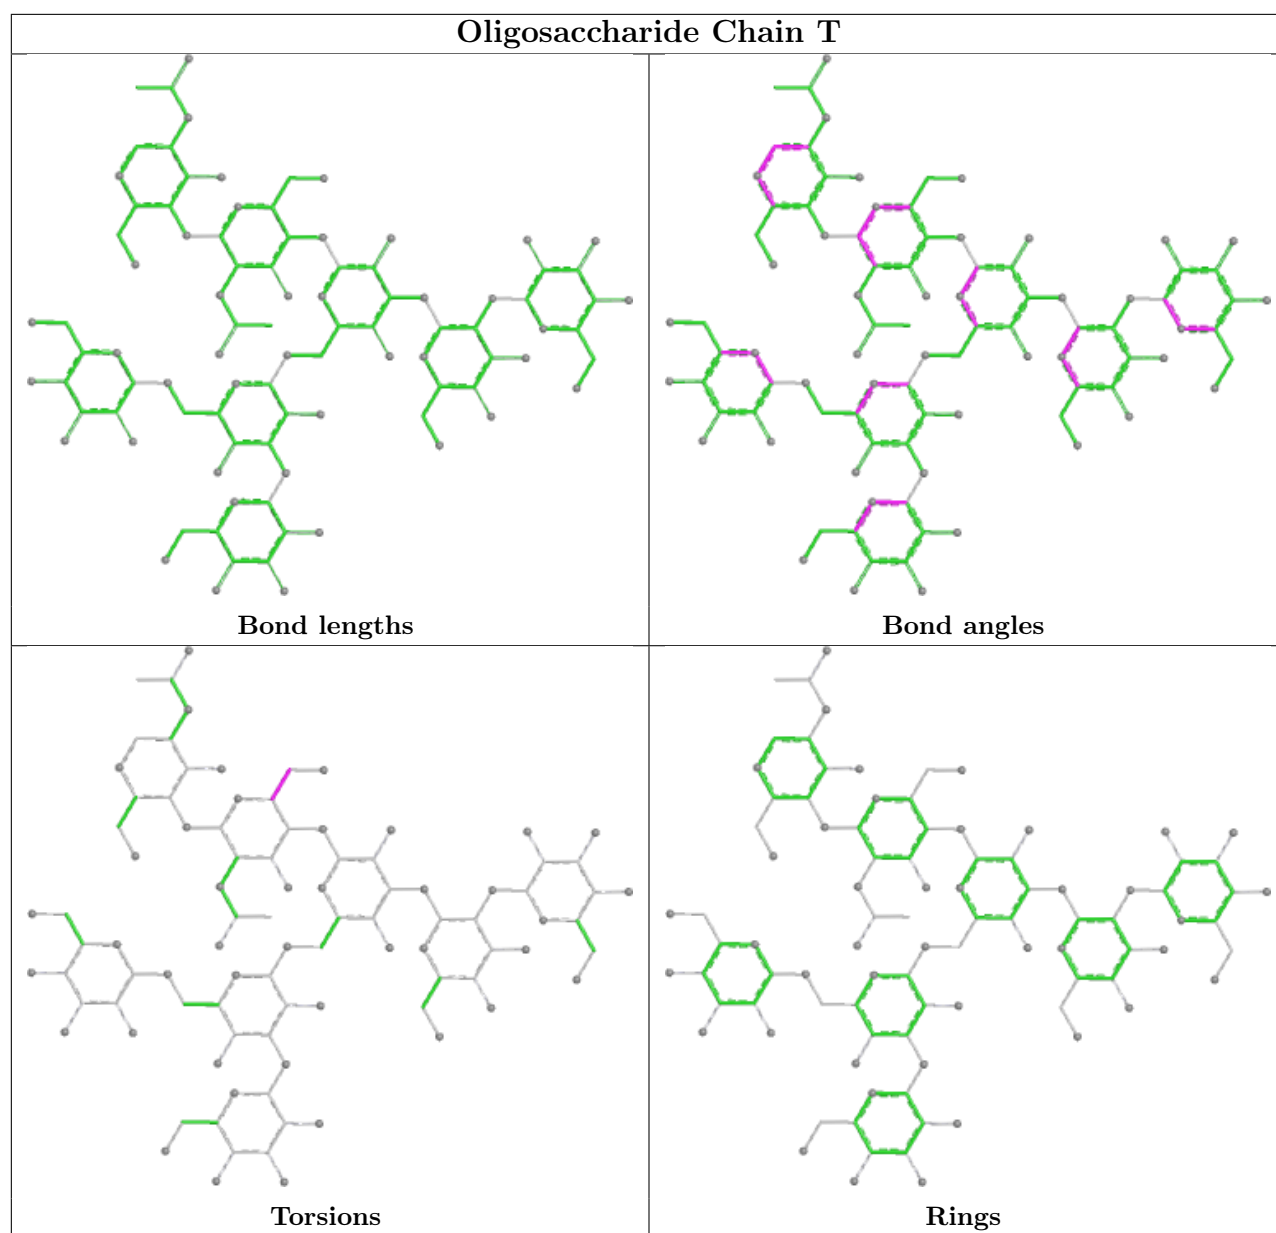 Oligosaccharide Chain T
Bond lengths
Bond angles
Torsions
Rings